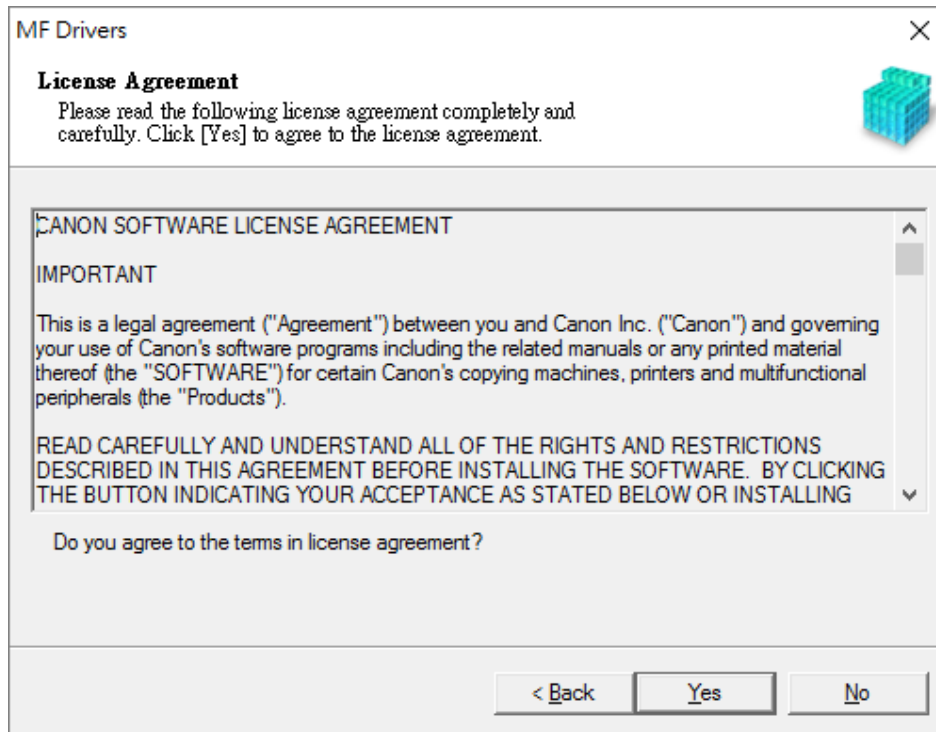 MF Drivers
License Agreement
Please read the following license agreement completely and
carefully. Click [Yes] to agree to the license agreement.
CANON SOFTWARE LICENSE AGREEMENT
IMPORTANT
This is a legal agreement ("Agreement") between you and Canon Inc. ("Canon") and governing
your use of Canon's software programs including the related manuals or any printed material
thereof (the "SOFTWARE") for certain Canon's copying machines, printers and multifunctional
peripherals (the "Products").
READ CAREFULLY AND UNDERSTAND ALL OF THE RIGHTS AND RESTRICTIONS
DESCRIBED IN THIS AGREEMENT BEFORE INSTALLING THE SOFTWARE.  BY CLICKING
THE BUTTON INDICATING YOUR ACCEPTANCE AS STATED BELOW OR INSTALLING
Do you agree to the terms in license agreement?
< Back
Yes
No